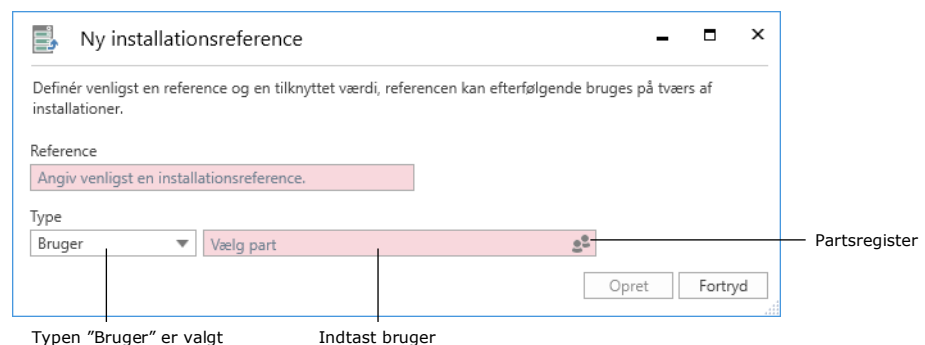 Ny installationsreference
Definér venligst en reference og en tilknyttet værdi, referencen kan efterfølgende bruges på tværs af
installationer.
Reference
Angiv venligst en installationsreference.
Type
Bruger
Vælg part
Partsregister
Opret
Fortryd
Typen ”Bruger” er valgt
Indtast bruger